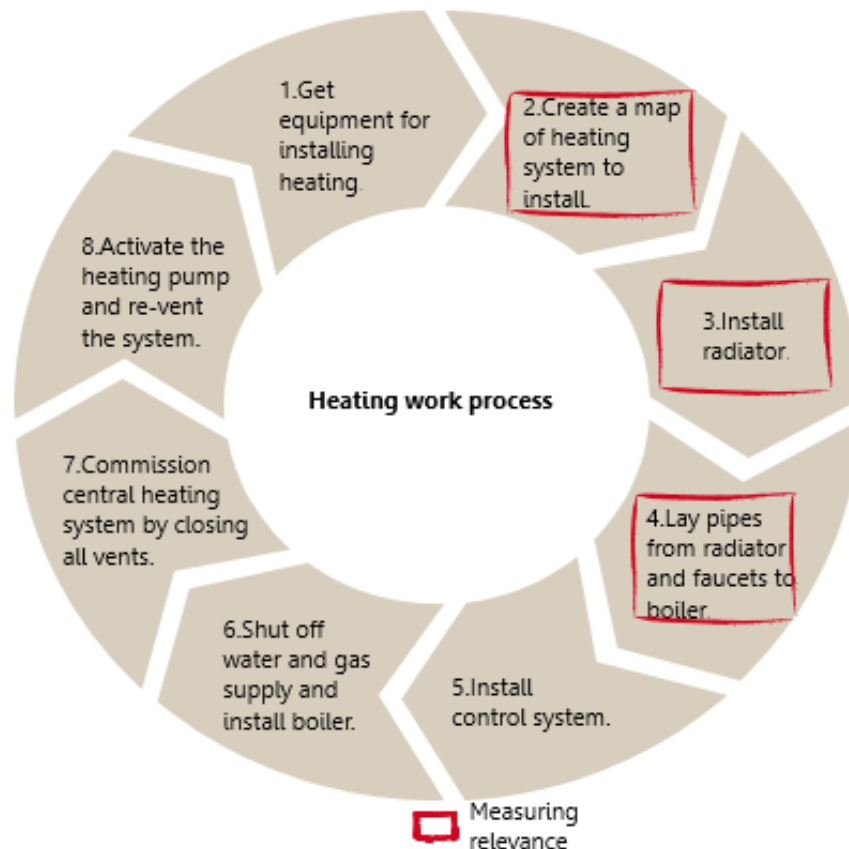 1.Get
equipment for
installing
heating.
2.Create a map
of heating
system to
install.
3.Install
radiator.
4.Lay pipes
from radiator
and faucets to
boiler.
5.Install
control system.
6.Shut off
water and gas
supply and
install boiler.
7.Commission
central heating
system by closing
all vents.
8.Activate the
heating pump
and re-vent
the system.
Heating work process
Measuring
relevance